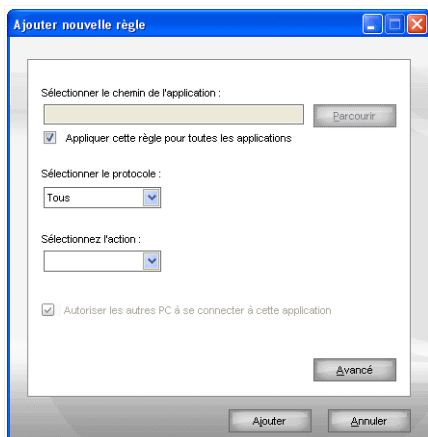 Ajouter nouvelle règle
Sélectionner le chemin de l'application :
Parcourir
Appliquer cette règle pour toutes les applications
Sélectionner le protocole :
Tous
Sélectionnez l'action :
Autoriser les autres PC á se connecter à cette application
Avancé
Ajouter Annuler